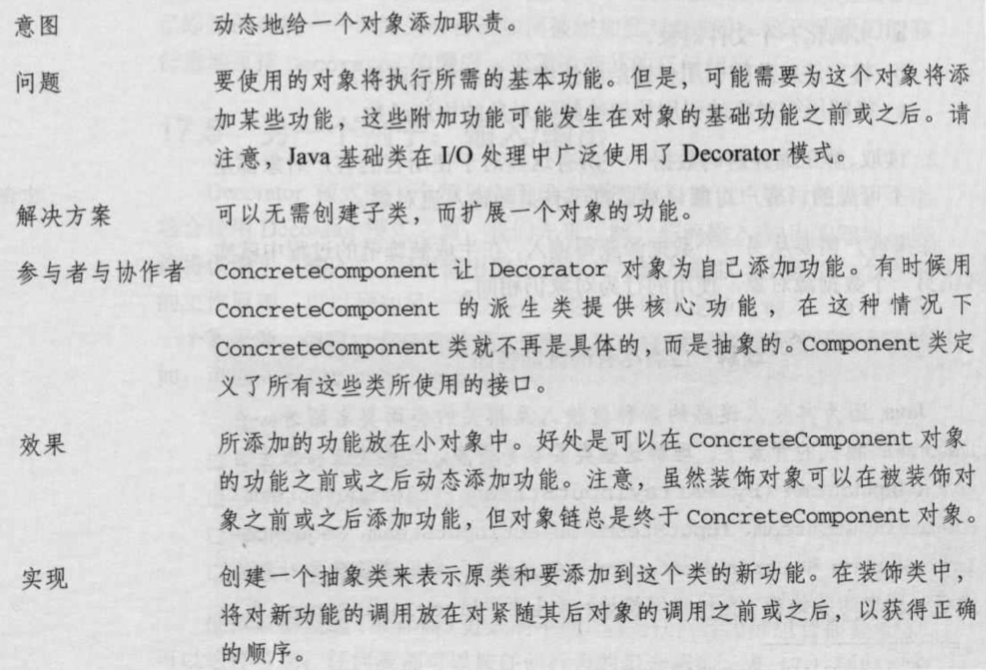 意图 动态地给一个对象添加职责。
问题 要使用的对象将执行所需的基本功能。但是，可能需要为这个对象将添
加某些功能，这些附加功能可能发生在对象的基础功能之前或之后。请
注意，Java 基础类在 I/O 处理中广泛使用了 Decorator 模式。
解决方案 可以无需创建子类，而扩展一个对象的功能。
参与者与协作者 ConcreteComponent 让 Decorator 对象为自己添加功能。有时候用
ConcreteComponent 的派生类提供核心功能，在这种情况下
ConcreteComponent 类就不再是具体的，而是抽象的。Component 类定
义了所有这些类所使用的接口。
效果 所添加的功能放在小对象中。好处是可以在 ConcreteComponent 对象
的功能之前或之后动态添加功能。注意，虽然装饰对象可以在被装饰对
象之前或之后添加功能，但对象链总是终于 ConcreteComponent 对象。
实现 创建一个抽象类来表示原类和要添加到这个类的新功能。在装饰类中，
将对新功能的调用放在对紧随其后对象的调用之前或之后，以获得正确
的顺序。